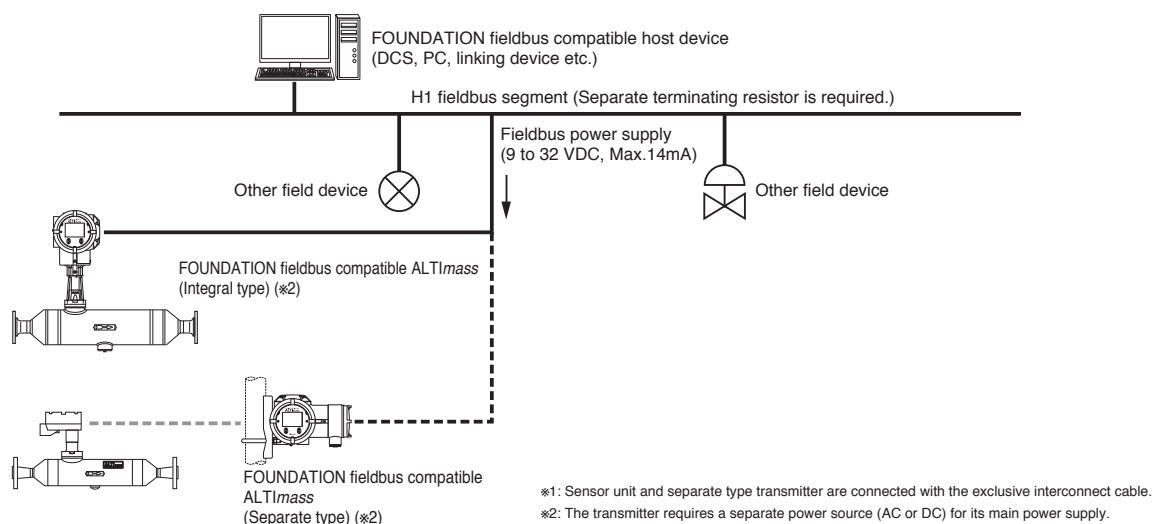 FOUNDATION fieldbus compatible host device
(DCS, PC, linking device etc.)
H1 fieldbus segment (Separate terminating resistor is required.)
Fieldbus power supply
(9 to 32 VDC, Max.14mA)
Other field device
Other field device
FOUNDATION fieldbus compatible ALTImass
(Integral type) (※2)
FOUNDATION fieldbus compatible
ALTImass
(Separate type) (※2)
※1: Sensor unit and separate type transmitter are connected with the exclusive interconnect cable.
※2: The transmitter requires a separate power source (AC or DC) for its main power supply.